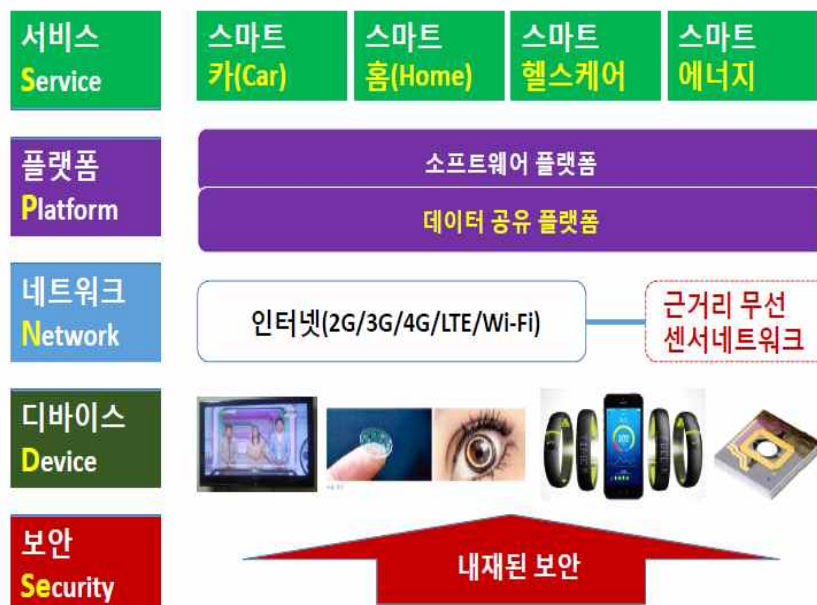 서비스
Service
스마트
카(Car)
스마트
홈(Home)
스마트
헬스케어
스마트
에너지
플랫폼
Platform
소프트웨어 플랫폼
데이터 공유 플랫폼
네트워크
Network
인터넷(2G/3G/4G/LTE/Wi-Fi)
근거리 무선
센서네트워크
디바이스
Device
보안
Security
내재된 보안